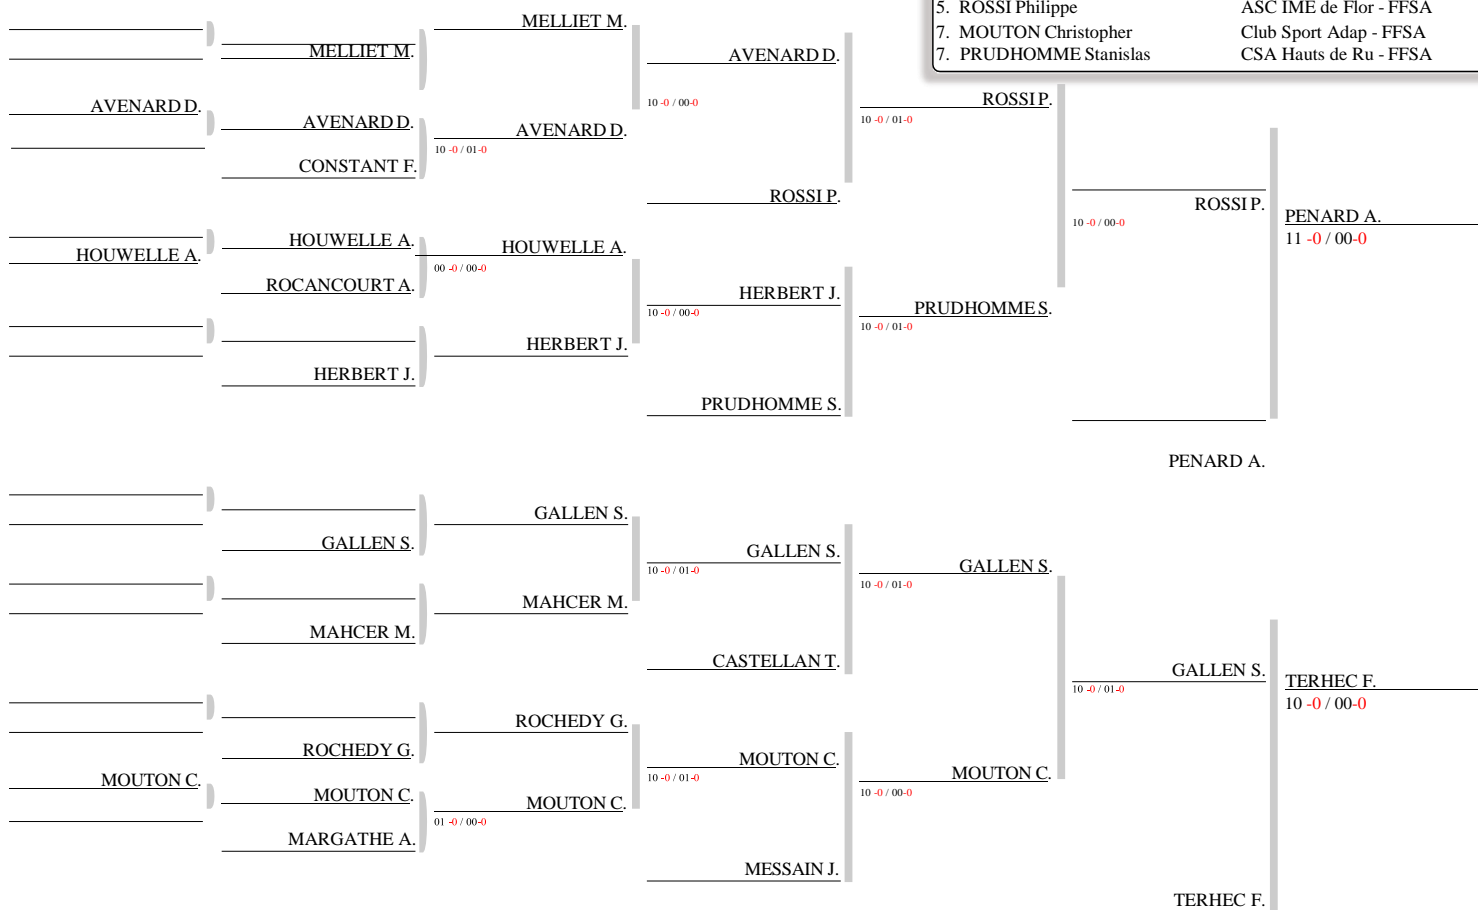 5. ROSSI Philippe ASC IME de Flor - FFSA
7. MOUTON Christopher Club Sport Adap - FFSA
7. PRUDHOMME Stanislas CSA Hauts de Ru - FFSA
MELLIET M.
MELLIET M.
AVENARD D.
10 -0 / 00-0
ROSSI P.
10 -0 / 01-0
AVENARD D.
AVENARD D.
AVENARD D.
10 -0 / 01-0
CONSTANT F.
ROSSI P.
ROSSI P.
10 -0 / 00-0
PENARD A.
11 -0 / 00-0
HOUWELLE A.
HOUWELLE A.
HOUWELLE A.
00 -0 / 00-0
ROCANCOURT A.
HERBERT J.
10 -0 / 00-0
PRUDHOMME S.
10 -0 / 01-0
HERBERT J.
HERBERT J.
PRUDHOMME S.
PENARD A.
GALLEN S.
GALLEN S.
GALLEN S.
10 -0 / 01-0
GALLEN S.
10 -0 / 01-0
MAHCER M.
MAHCER M.
CASTELLAN T.
GALLEN S.
10 -0 / 01-0
TERHEC F.
10 -0 / 00-0
ROCHEDY G.
ROCHEDY G.
MOUTON C.
10 -0 / 01-0
MOUTON C.
10 -0 / 00-0
MOUTON C.
MOUTON C.
MOUTON C.
01 -0 / 00-0
MARGATHE A.
MESSAIN J.
TERHEC F.